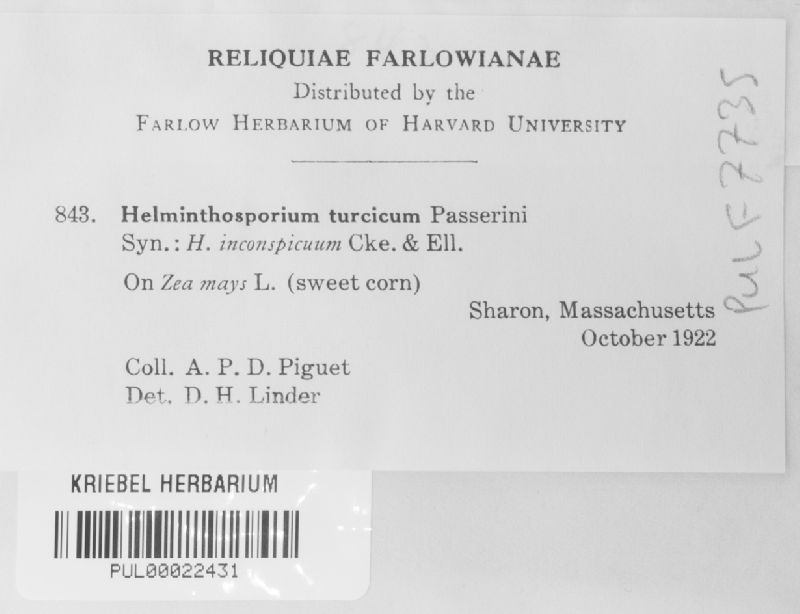 RELIQUIAE FARLOWIANAE
Distributed by the
FARLOW HERBARIUM OF HARVARD UNIVERSITY
843. Helminthosporium turcicum Passerini
Syn.: H. inconspicuum Cke. & Ell.
On Zea mays L. (sweet corn)
Sharon, Massachusetts
October 1922
Coll. A. P. D. Piguet
Det. D. H. Linder
PUL F 7735
KRIEBEL HERBARIUM
PUL00022431